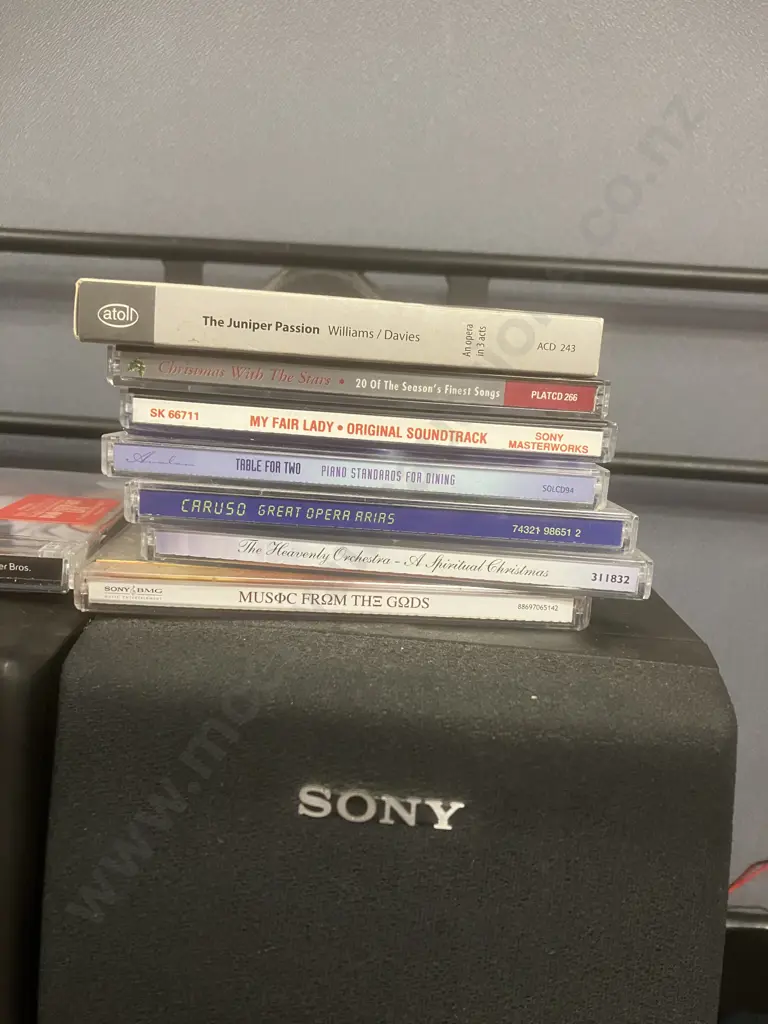 atoll The Juniper Passion Williams / Davies An opera in 3 acts ACD 243
Christmas With The Stars • 20 Of The Season's Finest Songs PLATCD 266
SK 66711 MY FAIR LADY • ORIGINAL SOUNDTRACK SONY MASTERWORKS
TABLE FOR TWO PIANO STANDARDS FOR DINING SOLCD94
CARUSO GREAT OPERA ARIAS 74321 98651 2
The Heavenly Orchestra - A Spiritual Christmas 311832
SONY BMG MUSIC ENTERTAINMENT MUSΦC FRΩM THΞ GΩDS 88697065142
er Bros.
SONY